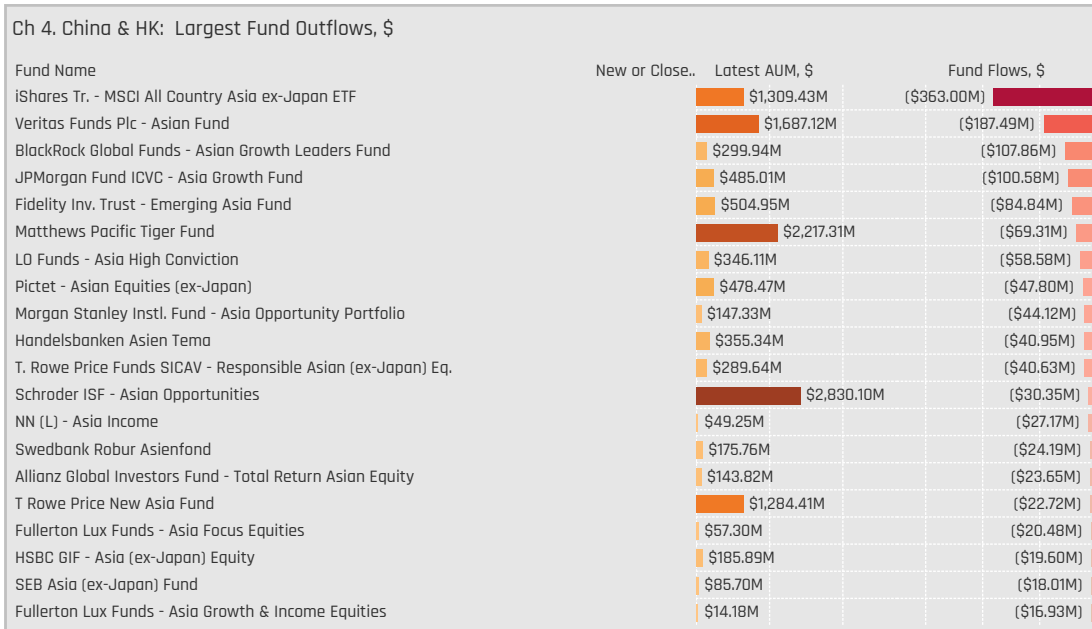 Ch 4. China & HK:  Largest Fund Outflows, $
Fund Name New or Close.. Latest AUM, $ Fund Flows, $
iShares Tr. - MSCI All Country Asia ex-Japan ETF $1,309.43M ($363.00M)
Veritas Funds Plc - Asian Fund $1,687.12M ($187.49M)
BlackRock Global Funds - Asian Growth Leaders Fund $299.94M ($107.86M)
JPMorgan Fund ICVC - Asia Growth Fund $485.01M ($100.58M)
Fidelity Inv. Trust - Emerging Asia Fund $504.95M ($84.84M)
Matthews Pacific Tiger Fund $2,217.31M ($69.31M)
LO Funds - Asia High Conviction $346.11M ($58.58M)
Pictet - Asian Equities (ex-Japan) $478.47M ($47.80M)
Morgan Stanley Instl. Fund - Asia Opportunity Portfolio $147.33M ($44.12M)
Handelsbanken Asien Tema $355.34M ($40.95M)
T. Rowe Price Funds SICAV - Responsible Asian (ex-Japan) Eq. $289.64M ($40.63M)
Schroder ISF - Asian Opportunities $2,830.10M ($30.35M)
NN (L) - Asia Income $49.25M ($27.17M)
Swedbank Robur Asienfond $175.76M ($24.19M)
Allianz Global Investors Fund - Total Return Asian Equity $143.82M ($23.65M)
T Rowe Price New Asia Fund $1,284.41M ($22.72M)
Fullerton Lux Funds - Asia Focus Equities $57.30M ($20.48M)
HSBC GIF - Asia (ex-Japan) Equity $185.89M ($19.60M)
SEB Asia (ex-Japan) Fund $85.70M ($18.01M)
Fullerton Lux Funds - Asia Growth & Income Equities $14.18M ($16.93M)